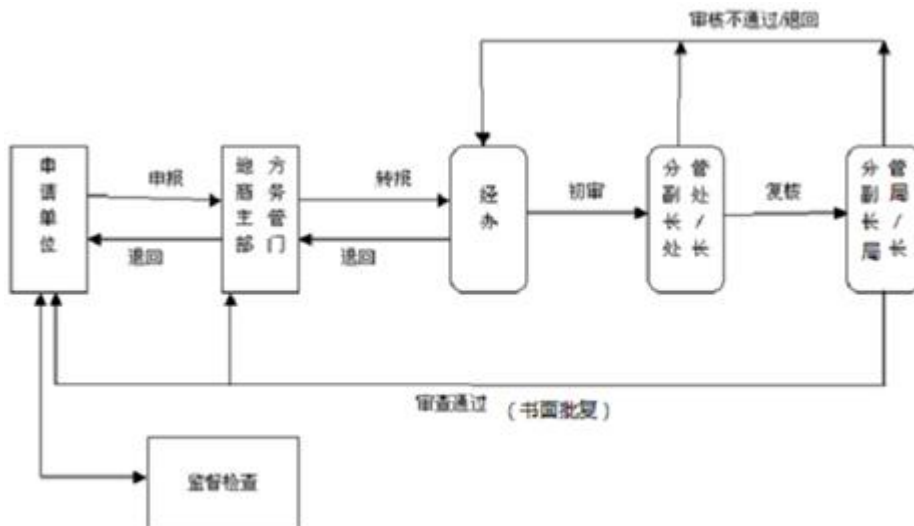 审核不通过/退回
申请单位
申报
退回
地方
商务
主管
部门
转报
退回
经办
初审
分管
副处
长/
处长
复核
分管
副局
长/
局长
审查通过
（书面批复）
监督检查